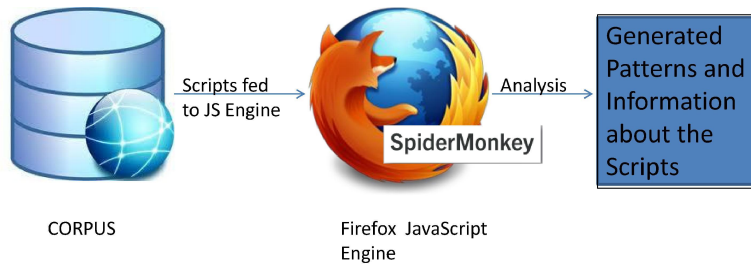 Scripts fed
to JS Engine
SpiderMonkey
Analysis
Generated
Patterns and
Information
about the
Scripts
CORPUS
Firefox JavaScript
Engine